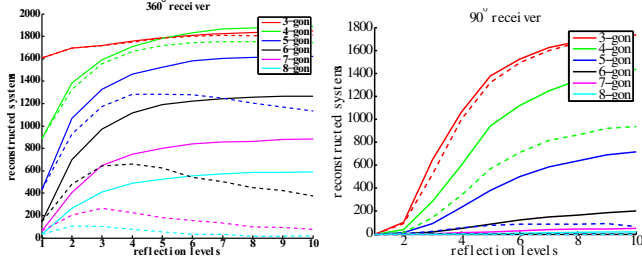 360° receiver
2000
1800
1600
1400
1200
1000
800
600
400
200
0
1 2 3 4 5 6 7 8 9 10
reflection levels
reconstructed system
3-gon
4-gon
5-gon
6-gon
7-gon
8-gon
90° receiver
1800
1600
1400
1200
1000
800
600
400
200
0
2 4 6 8 10
reflection levels
reconstructed system
3-gon
4-gon
5-gon
6-gon
7-gon
8-gon